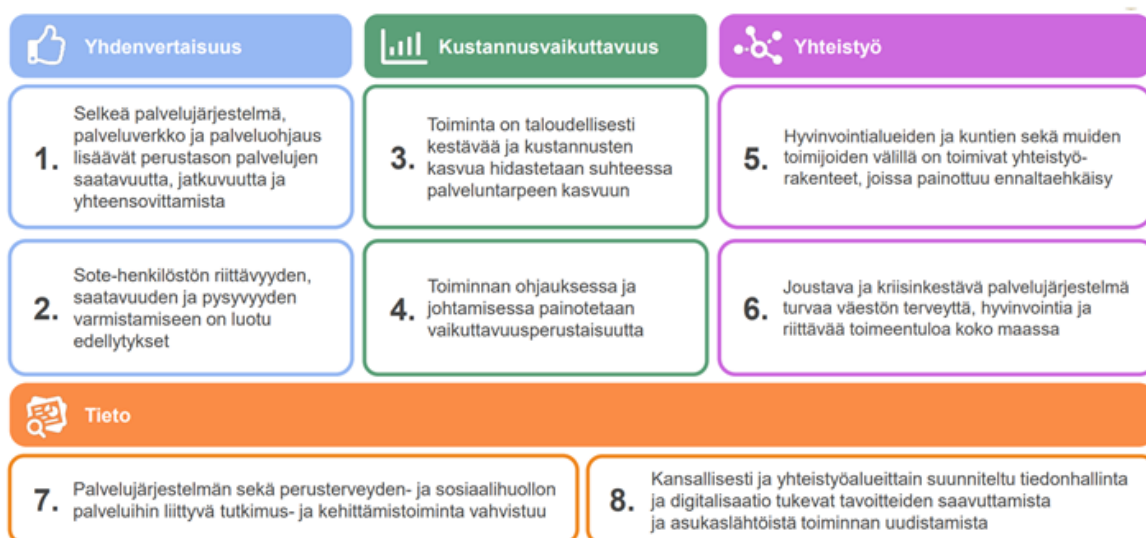 Yhdenvertaisuus
Kustannusvaikuttavuus
Yhteistyö
1.
Selkeä palvelujärjestelmä,
palveluverkko ja palveluohjaus
lisäävät perustason palvelujen
saatavuutta, jatkuvuutta ja
yhteensovittamista
3.
Toiminta on taloudellisesti
kestävää ja kustannusten
kasvua hidastetaan suhteessa
palveluntarpeen kasvuun
5.
Hyvinvointialueiden ja kuntien sekä muiden
toimijoiden välillä on toimivat yhteistyö-
rakenteet, joissa painottuu ennaltaehkäisy
2.
Sote-henkilöstön riittävyyden,
saatavuuden ja pysyvyyden
varmistamiseen on luotu
edellytykset
4.
Toiminnan ohjauksessa ja
johtamisessa painotetaan
vaikuttavuusperustaisuutta
6.
Joustava ja kriisinkestävä palvelujärjestelmä
turvaa väestön terveyttä, hyvinvointia ja
riittävää toimeentuloa koko maassa
Tieto
7.
Palvelujärjestelmän sekä perusterveyden- ja sosiaalihuollon
palveluihin liittyvä tutkimus- ja kehittämistoiminta vahvistuu
8.
Kansallisesti ja yhteistyöalueittain suunniteltu tiedonhallinta
ja digitalisaatio tukevat tavoitteiden saavuttamista
ja asukaslähtöistä toiminnan uudistamista